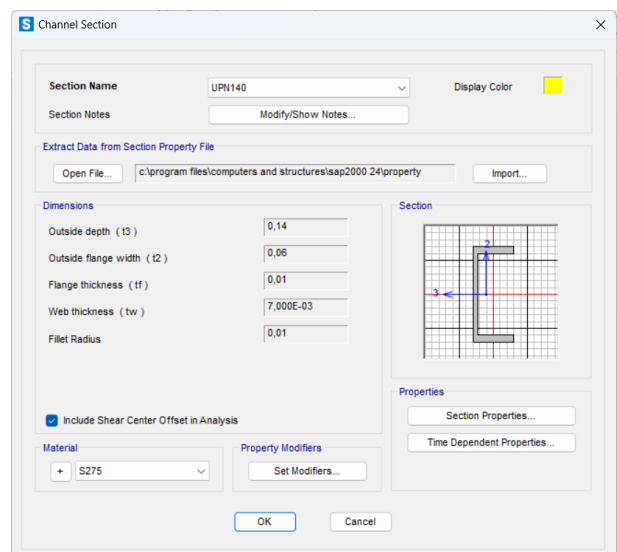 S Channel Section
Section Name UPN140 Display Color
Section Notes Modify/Show Notes...
Extract Data from Section Property File
Open File... c:\program files\computers and structures\sap2000 24\property Import...
Dimensions
Outside depth ( t3 ) 0,14
Outside flange width ( t2 ) 0,06
Flange thickness ( tf ) 0,01
Web thickness ( tw ) 7,000E-03
Fillet Radius 0,01
Include Shear Center Offset in Analysis
Section
2
3
Properties
Section Properties...
Time Dependent Properties...
Material
+ S275
Property Modifiers
Set Modifiers...
OK Cancel